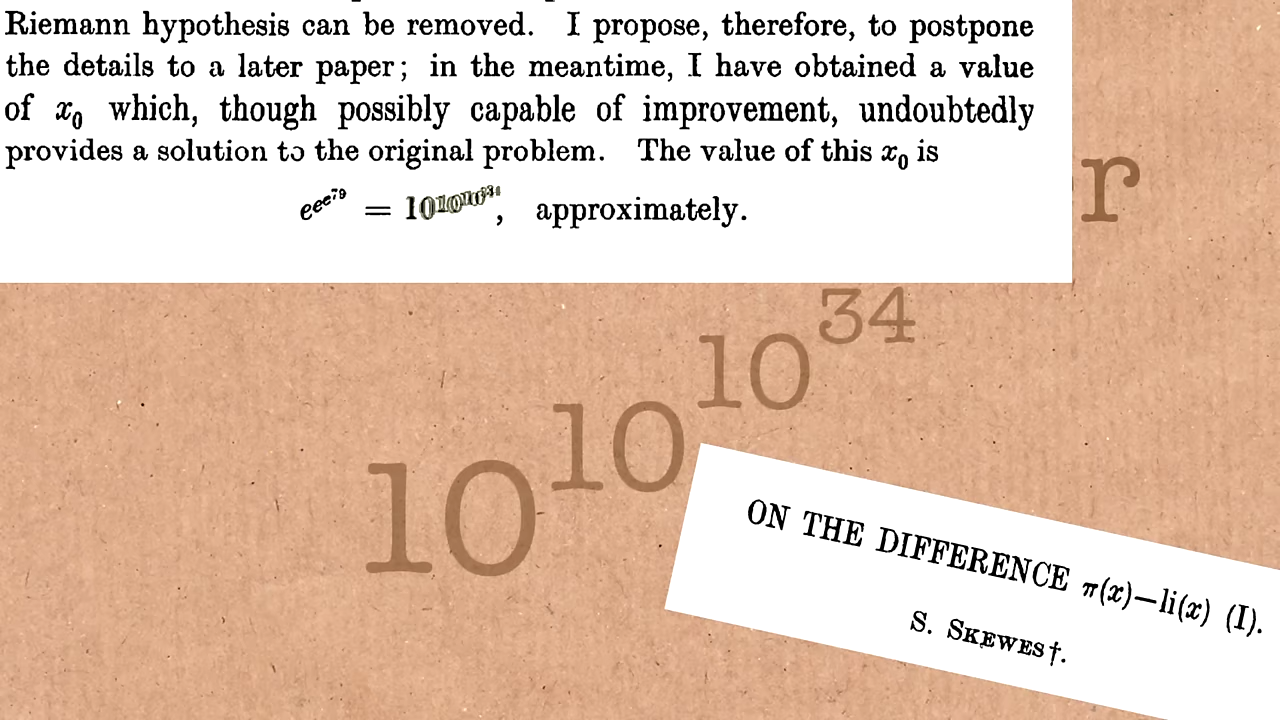 Riemann hypothesis can be removed. I propose, therefore, to postpone
the details to a later paper; in the meantime, I have obtained a value
of x₀ which, though possibly capable of improvement, undoubtedly
provides a solution to the original problem. The value of this x₀ is
e^e^e^79 = 10^10^10^34, approximately.
r
10^10^10^34
ON THE DIFFERENCE π(x)—li(x) (I).
S. SKEWES†.